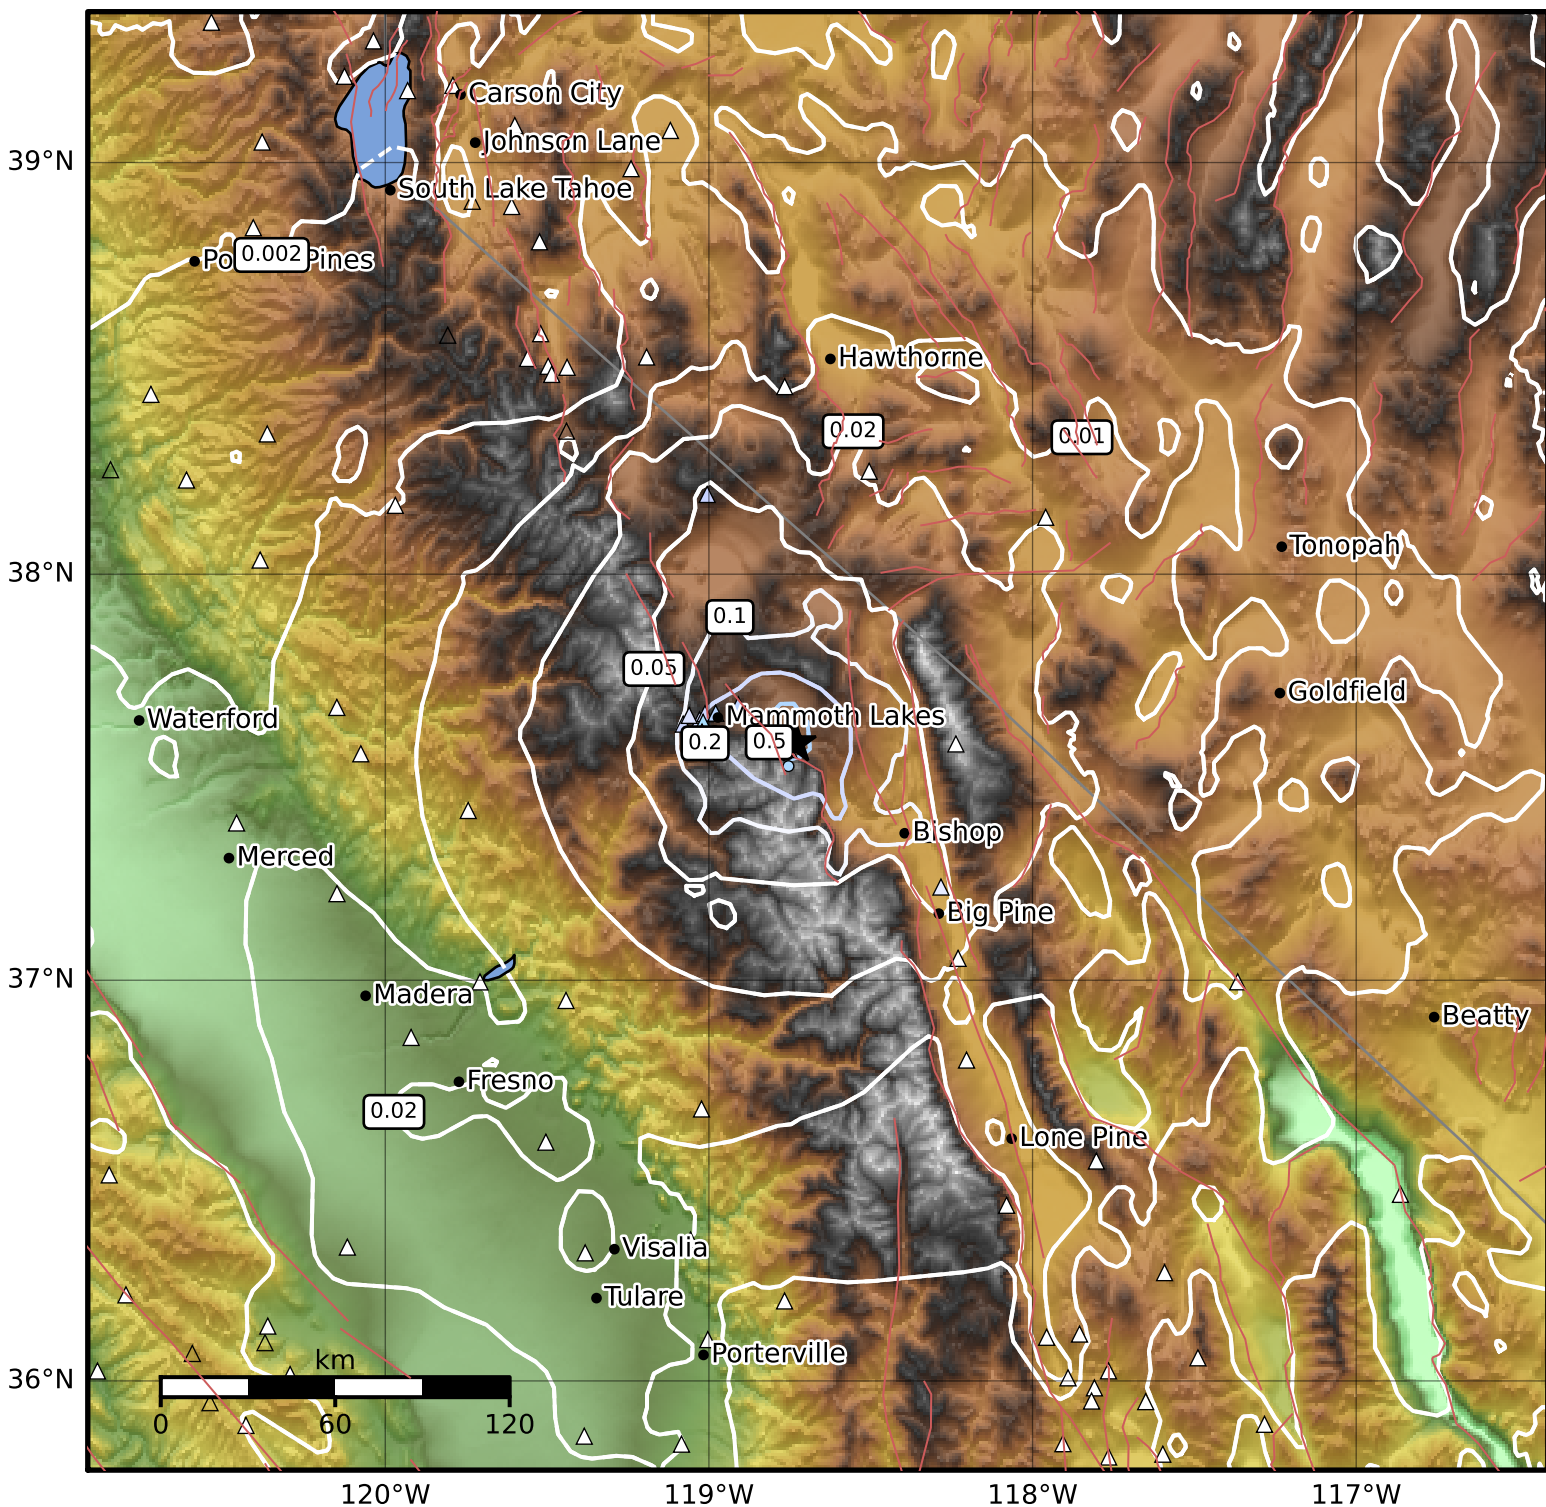 Carson City
39°N
Johnson Lane
South Lake Tahoe
Po
0.002
Pines
Hawthorne
0.02
0.01
38°N
Tonopah
0.1
0.05
Goldfield
Waterford
Mammoth Lakes
0.2
0.5
Bishop
Merced
Big Pine
37°N
Madera
Beatty
Fresno
0.02
Lone Pine
Visalia
Tulare
Porterville
km
36°N
0
60
120
120°W
119°W
118°W
117°W